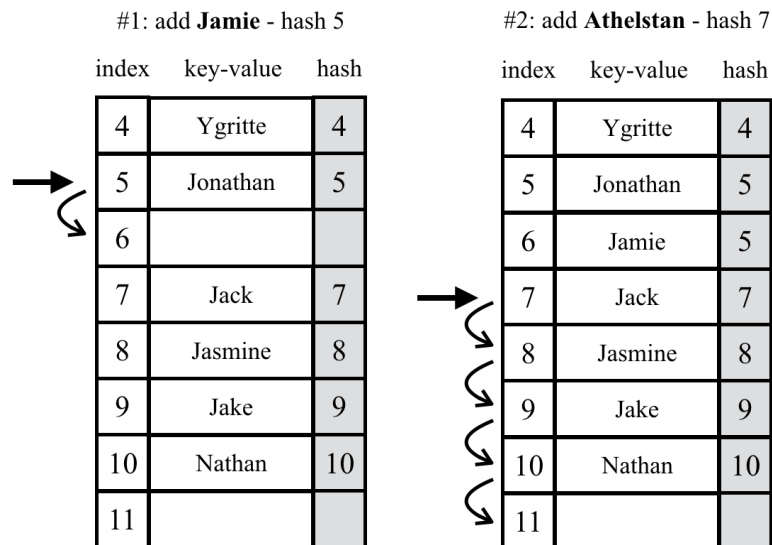 #1: add Jamie - hash 5
index key-value hash
4 Ygritte 4
5 Jonathan 5
6
7 Jack 7
8 Jasmine 8
9 Jake 9
10 Nathan 10
11
#2: add Athelstan - hash 7
index key-value hash
4 Ygritte 4
5 Jonathan 5
6 Jamie 5
7 Jack 7
8 Jasmine 8
9 Jake 9
10 Nathan 10
11